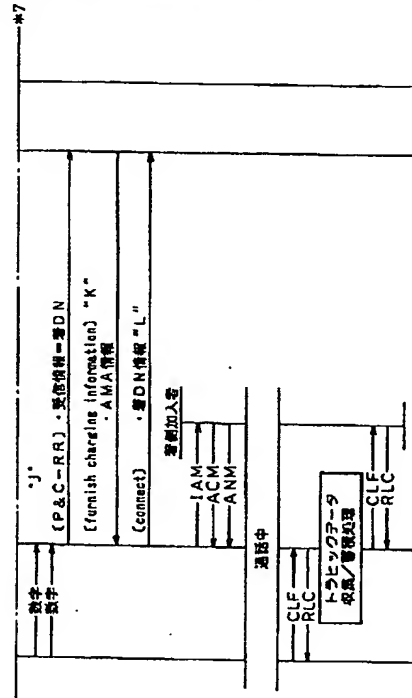 *7
"J"
数字
数字
(P&C-RR)・受信情報=着DN
(furnish charging information) "K"
・AMA情報
(connect) ・着DN情報 "L"
着側加入者
IAM
ACM
ANM
通話中
CLF
RLC
トラヒックデータ
収集/蓄積処理
CLF
RLC